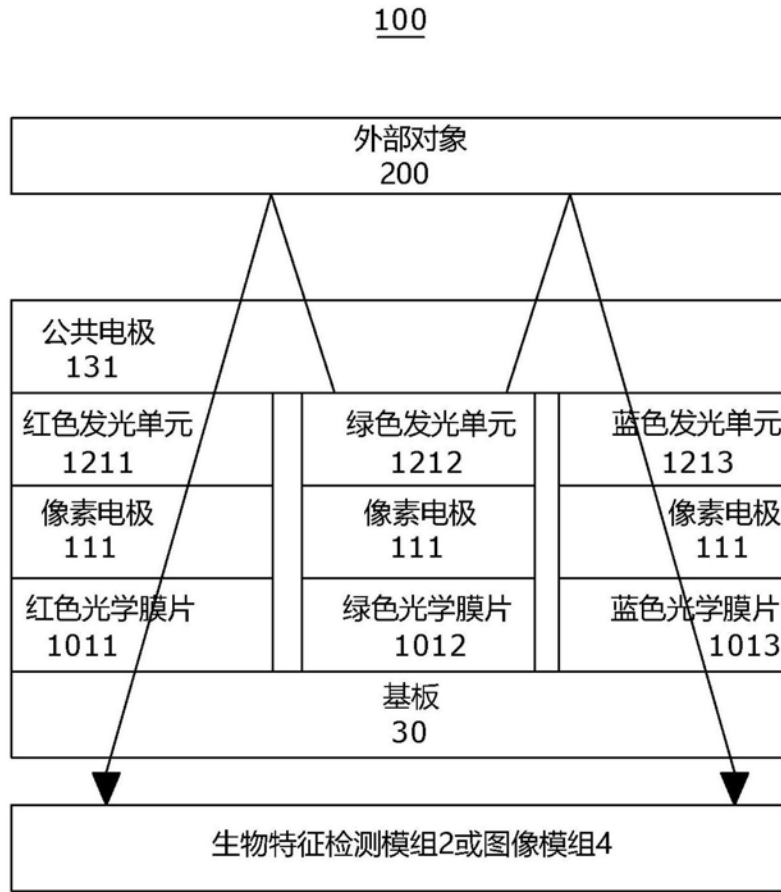 100
外部对象
200
公共电极
131
红色发光单元
1211
绿色发光单元
1212
蓝色发光单元
1213
像素电极
111
像素电极
111
像素电极
111
红色光学膜片
1011
绿色光学膜片
1012
蓝色光学膜片
1013
基板
30
生物特征检测模组2或图像模组4